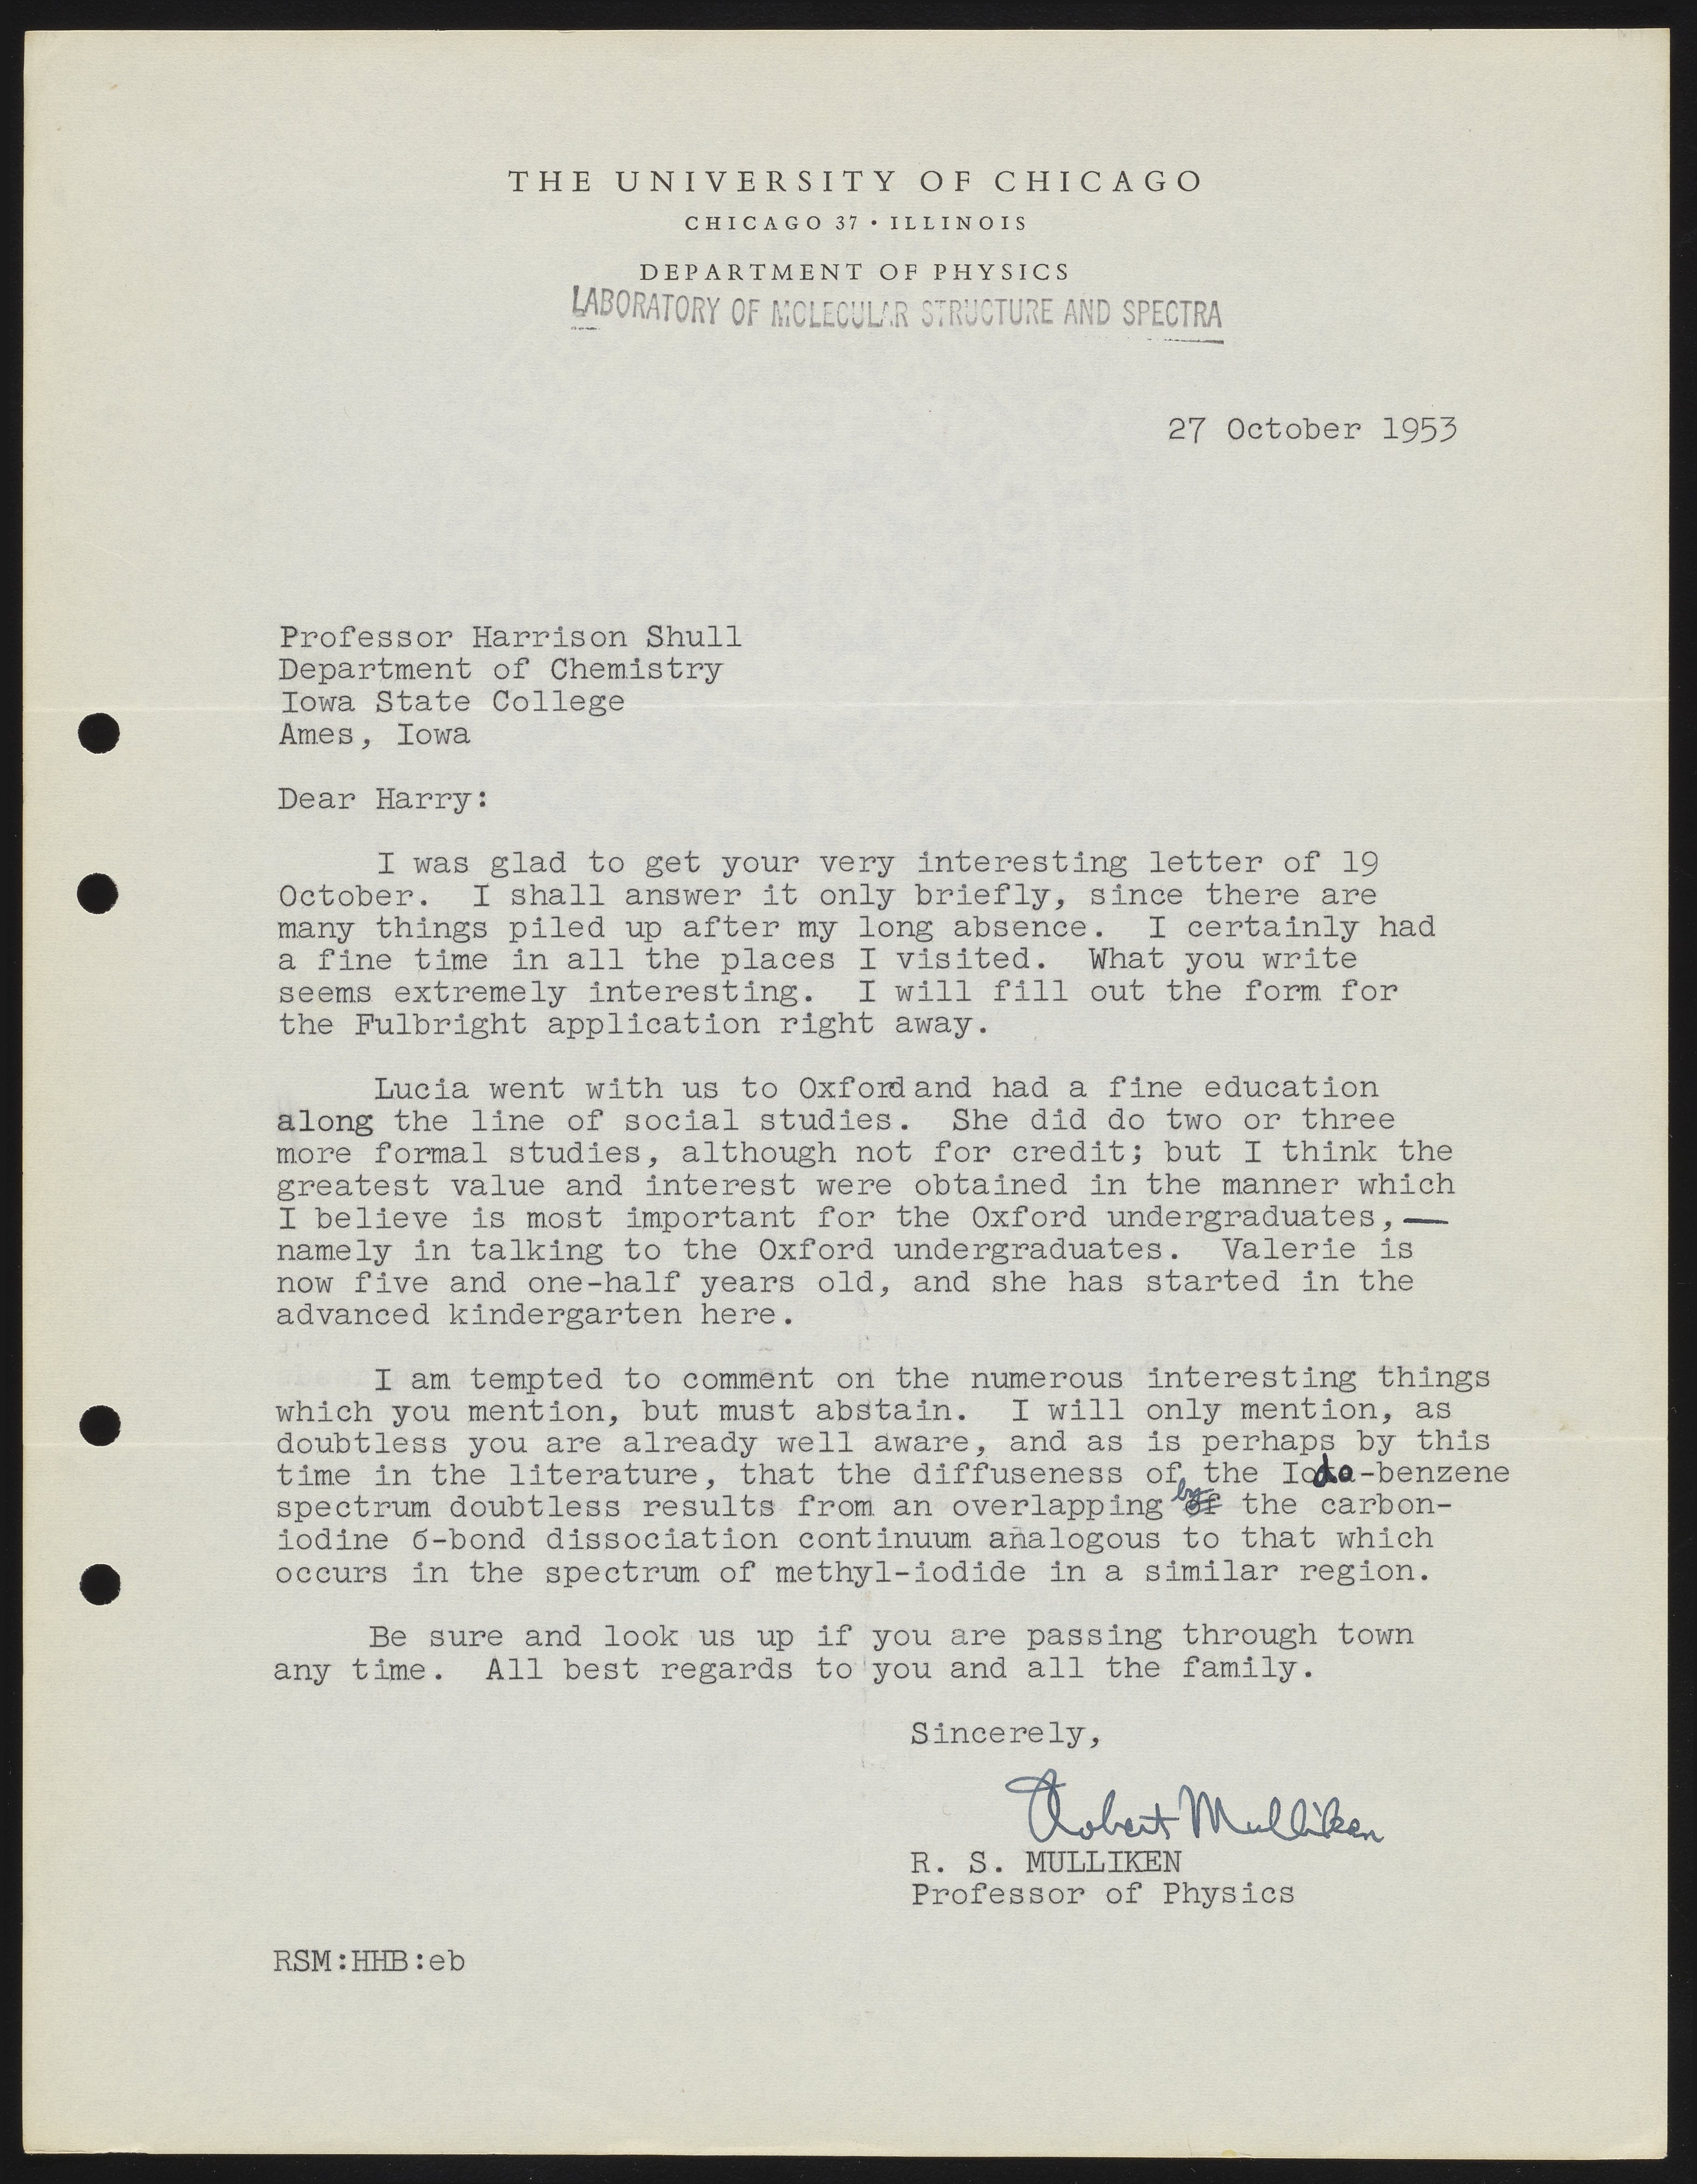 THE UNIVERSITY OF CHICAGO
CHICAGO 37 • ILLINOIS
DEPARTMENT OF PHYSICS
LABORATORY OF MOLECULAR STRUCTURE AND SPECTRA
27 October 1953
Professor Harrison Shull
Department of Chemistry
Iowa State College
Ames, Iowa
Dear Harry:
I was glad to get your very interesting letter of 19
October. I shall answer it only briefly, since there are
many things piled up after my long absence. I certainly had
a fine time in all the places I visited. What you write
seems extremely interesting. I will fill out the form for
the Fulbright application right away.
Lucia went with us to Oxford and had a fine education
along the line of social studies. She did do two or three
more formal studies, although not for credit; but I think the
greatest value and interest were obtained in the manner which
I believe is most important for the Oxford undergraduates,—
namely in talking to the Oxford undergraduates. Valerie is
now five and one-half years old, and she has started in the
advanced kindergarten here.
I am tempted to comment on the numerous interesting things
which you mention, but must abstain. I will only mention, as
doubtless you are already well aware, and as is perhaps by this
time in the literature, that the diffuseness of the Iodo-benzene
spectrum doubtless results from an overlapping by of the carbon-
iodine σ-bond dissociation continuum analogous to that which
occurs in the spectrum of methyl-iodide in a similar region.
Be sure and look us up if you are passing through town
any time. All best regards to you and all the family.
Sincerely,
Robert Mulliken
R. S. MULLIKEN
Professor of Physics
RSM:HHB:eb